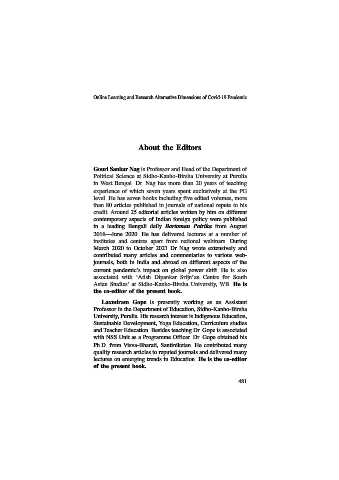 Online Learning and Research Alternative Dimensions of Covid-19 Pandemic
About the Editors
Gouri Sankar Nag is Professor and Head of the Department of
Political Science at Sidho-Kanho-Birsha University at Purulia
in West Bengal. Dr. Nag has more than 20 years of teaching
experience of which seven years spent exclusively at the PG
level. He has seven books including five edited volumes, more
than 80 articles published in journals of national repute to his
credit. Around 25 editorial articles written by him on different
contemporary aspects of Indian foreign policy were published
in a leading Bengali daily Bartaman Patrika from August
2016—June 2020. He has delivered lectures at a number of
institutes and centres apart from national webinars. During
March 2020 to October 2021 Dr Nag wrote extensively and
contributed many articles and commentaries to various web-
journals, both in India and abroad on different aspects of the
current pandemic's impact on global power shift. He is also
associated with 'Atish Dipankar Srijn'an Centre for South
Asian Studies' at Sidho-Kanho-Birsha University, WB. He is
the co-editor of the present book.
Laxmiram Gope is presently working as an Assistant
Professor in the Department of Education, Sidho-Kanho-Birsha
University, Purulia. His research interest is Indigenous Education,
Sustainable Development, Yoga Education, Curriculum studies
and Teacher Education. Besides teaching Dr. Gope is associated
with NSS Unit as a Programme Officer. Dr. Gope obtained his
Ph.D. from Visva-Bharati, Santiniketan. He contributed many
quality research articles to reputed journals and delivered many
lectures on emerging trends in Education. He is the co-editor
of the present book.
481